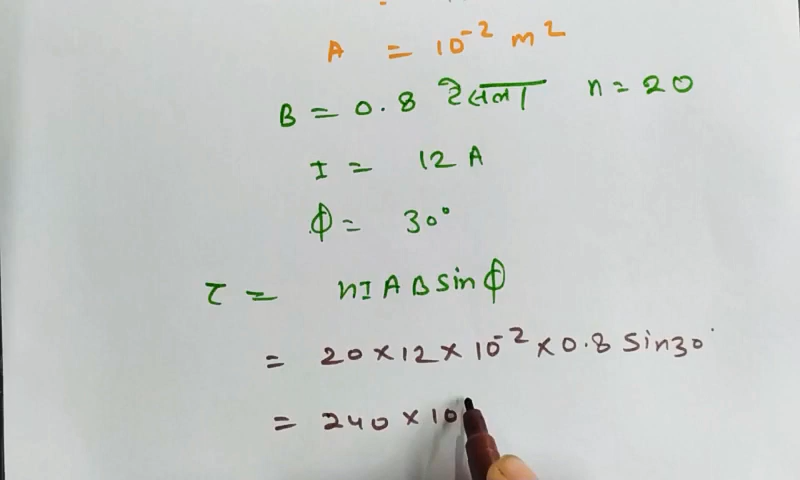 A = 10⁻² m²
B = 0.8 टेसला n = 20
I = 12 A
ϕ = 30°
τ = nIABsinϕ
= 20 × 12 × 10⁻² × 0.8 Sin30°
= 240 × 10